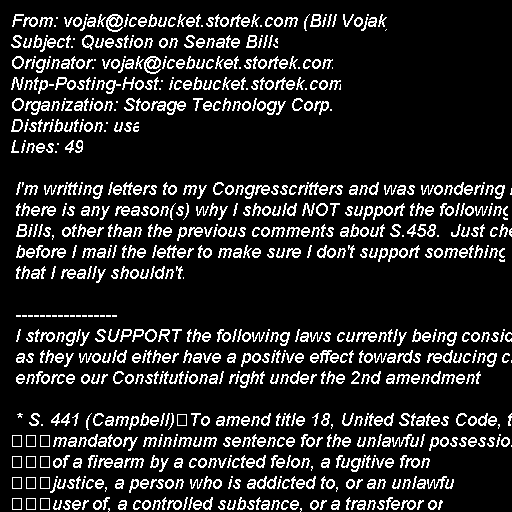 From: vojak@icebucket.stortek.com (Bill Vojak
Subject: Question on Senate Bills
Originator: vojak@icebucket.stortek.com
Nntp-Posting-Host: icebucket.stortek.com
Organization: Storage Technology Corp.
Distribution: usa
Lines: 49

I'm writting letters to my Congresscritters and was wondering
there is any reason(s) why I should NOT support the following
Bills, other than the previous comments about S.458.  Just che
before I mail the letter to make sure I don't support something
that I really shouldn't.

-----------------
I strongly SUPPORT the following laws currently being consid
as they would either have a positive effect towards reducing c
enforce our Constitutional right under the 2nd amendment

* S. 441 (Campbell)□To amend title 18, United States Code, t
□□□mandatory minimum sentence for the unlawful possessio
□□□of a firearm by a convicted felon, a fugitive fron
□□□justice, a person who is addicted to, or an unlawfu
□□□user of, a controlled substance, or a transferor or